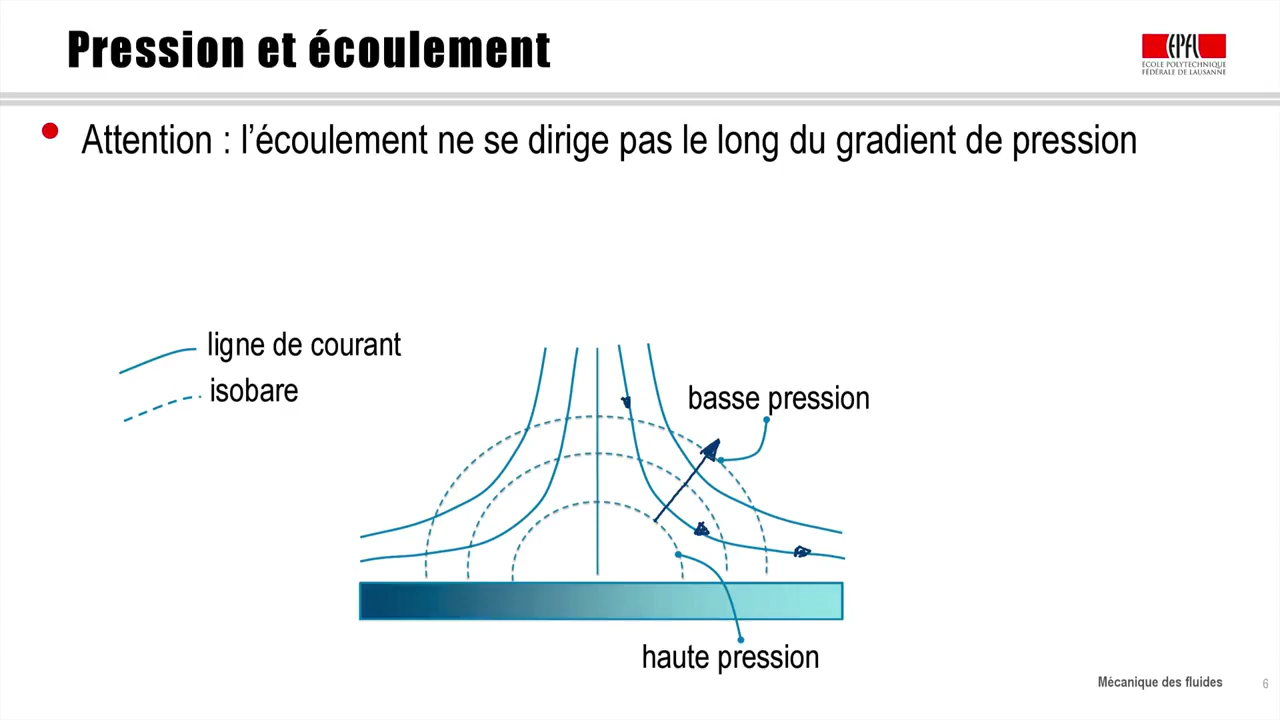 Pression et écoulement
EPFL
ECOLE POLYTECHNIQUE
FÉDÉRALE DE LAUSANNE
Attention : l'écoulement ne se dirige pas le long du gradient de pression
ligne de courant
isobare
basse pression
haute pression
Mécanique des fluides
6